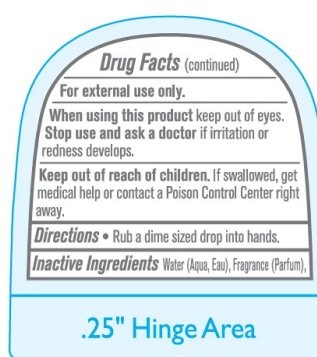 Drug Facts (continued)
For external use only.
When using this product keep out of eyes.
Stop use and ask a doctor if irritation or
redness develops.
Keep out of reach of children. If swallowed, get
medical help or contact a Poison Control Center right
away.
Directions • Rub a dime sized drop into hands.
Inactive Ingredients Water (Aqua, Eau), Fragrance (Parfum),
.25" Hinge Area